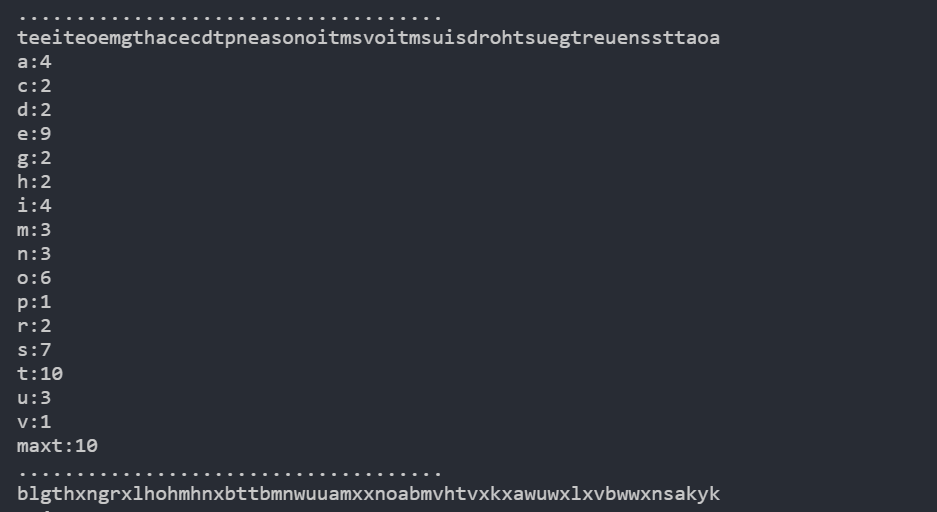 .....................................
teeiteoemgthacecdtpneasonoitmsvoitmsuisdrohtsuegtreuenssttaoa
a:4
c:2
d:2
e:9
g:2
h:2
i:4
m:3
n:3
o:6
p:1
r:2
s:7
t:10
u:3
v:1
maxt:10
.....................................
blgthxngrxlhohmhnxbttbmnwuuamxxnoabmvhtvxkxawuwxlxvbwwxnsakyk